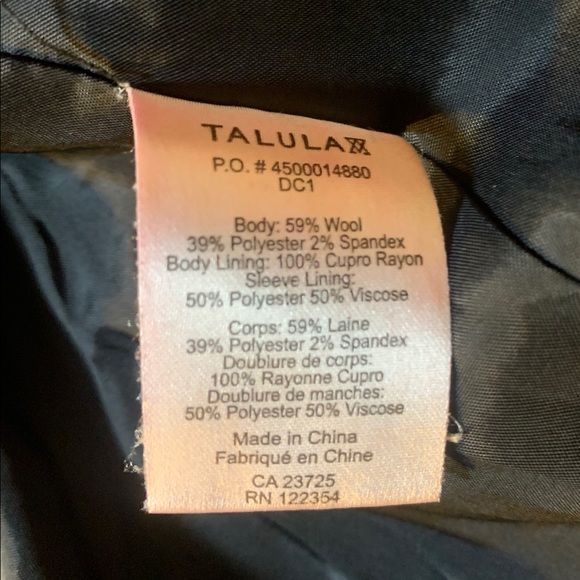 TALULA
P.O. # 4500014880
DC1
Body: 59% Wool
39% Polyester 2% Spandex
Body Lining: 100% Cupro Rayon
Sleeve Lining:
50% Polyester 50% Viscose
Corps: 59% Laine
39% Polyester 2% Spandex
Doublure de corps:
100% Rayonne Cupro
Doublure de manches:
50% Polyester 50% Viscose
Made in China
Fabriqué en Chine
CA 23725
RN 122354